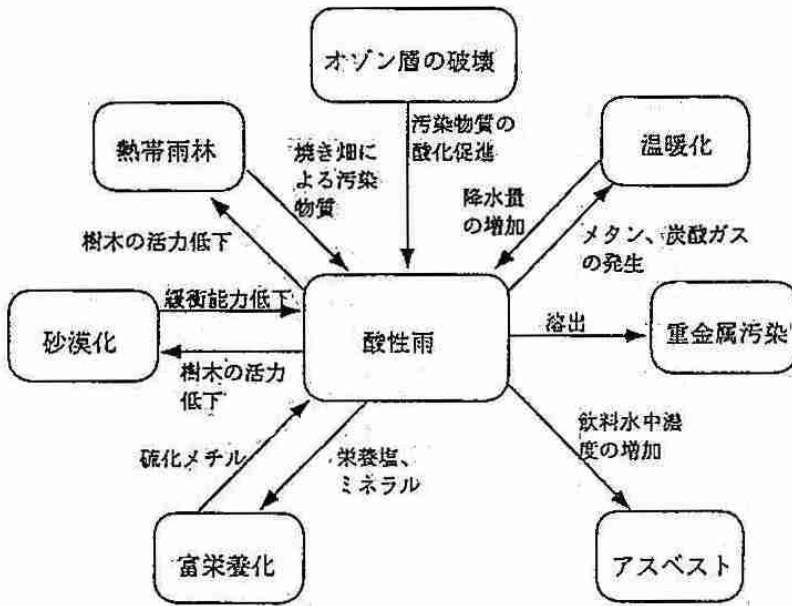 オゾン層の破壊
汚染物質の
酸化促進
熱帯雨林
焼き畑に
よる汚染
物質
温暖化
降水量
の増加
樹木の活力低下
メタン、炭酸ガス
の発生
緩衝能力低下
砂漠化
酸性雨
溶出
重金属汚染
樹木の活力
低下
硫化メチル
栄養塩、
ミネラル
飲料水中濃
度の増加
富栄養化
アスベスト